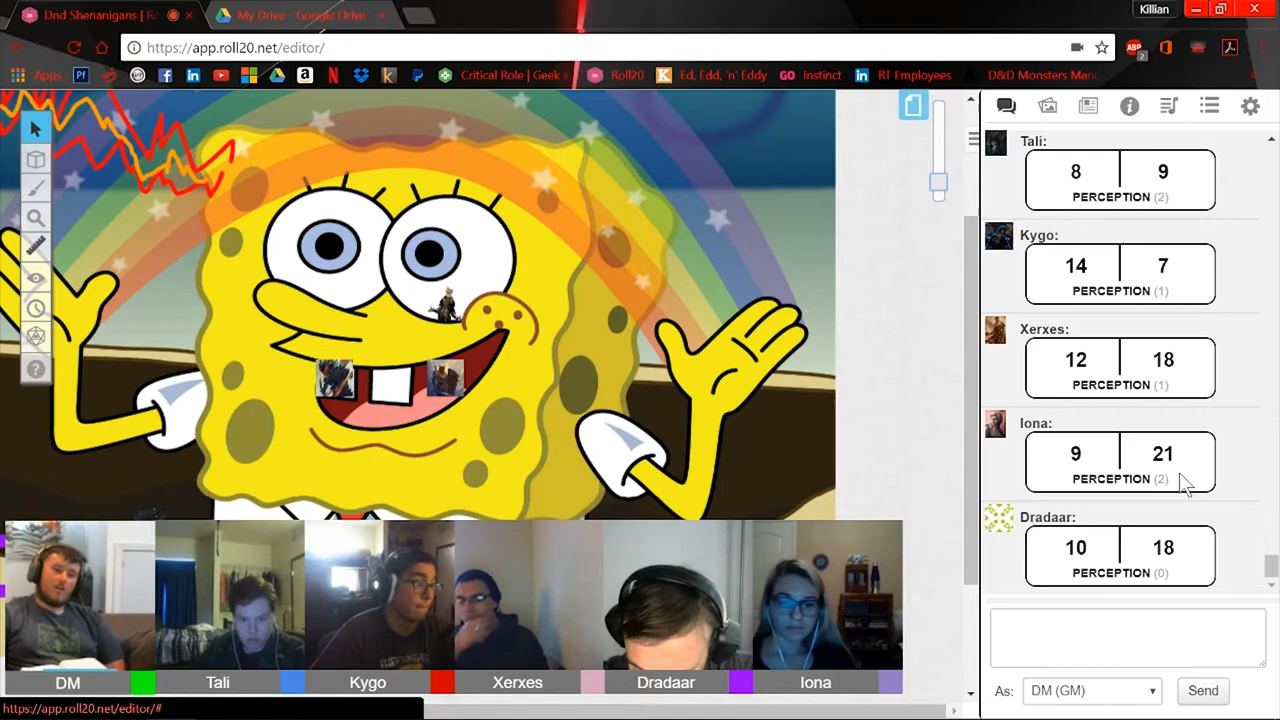 Dnd Shenanigans | R
My Drive - Google Drive
Killian
https://app.roll20.net/editor/
ABP
2
Apps
Critical Role | Geek a
Roll20
Ed, Edd, 'n' Eddy
GO Instinct
RT Employees
D&D Monsters Man
Tali:
8 9
PERCEPTION (2)
Kygo:
14 7
PERCEPTION (1)
Xerxes:
12 18
PERCEPTION (1)
Iona:
9 21
PERCEPTION (2)
Dradaar:
10 18
PERCEPTION (0)
DM
Tali
Kygo
Xerxes
Dradaar
Iona
As: DM (GM) Send
https://app.roll20.net/editor/#